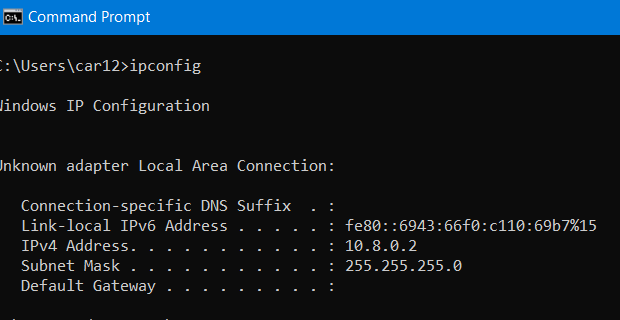 Command Prompt
C:\Users\car12>ipconfig
Windows IP Configuration
Unknown adapter Local Area Connection:
Connection-specific DNS Suffix . :
Link-local IPv6 Address . . . . . : fe80::6943:66f0:c110:69b7%15
IPv4 Address. . . . . . . . . . . : 10.8.0.2
Subnet Mask . . . . . . . . . . . : 255.255.255.0
Default Gateway . . . . . . . . . :